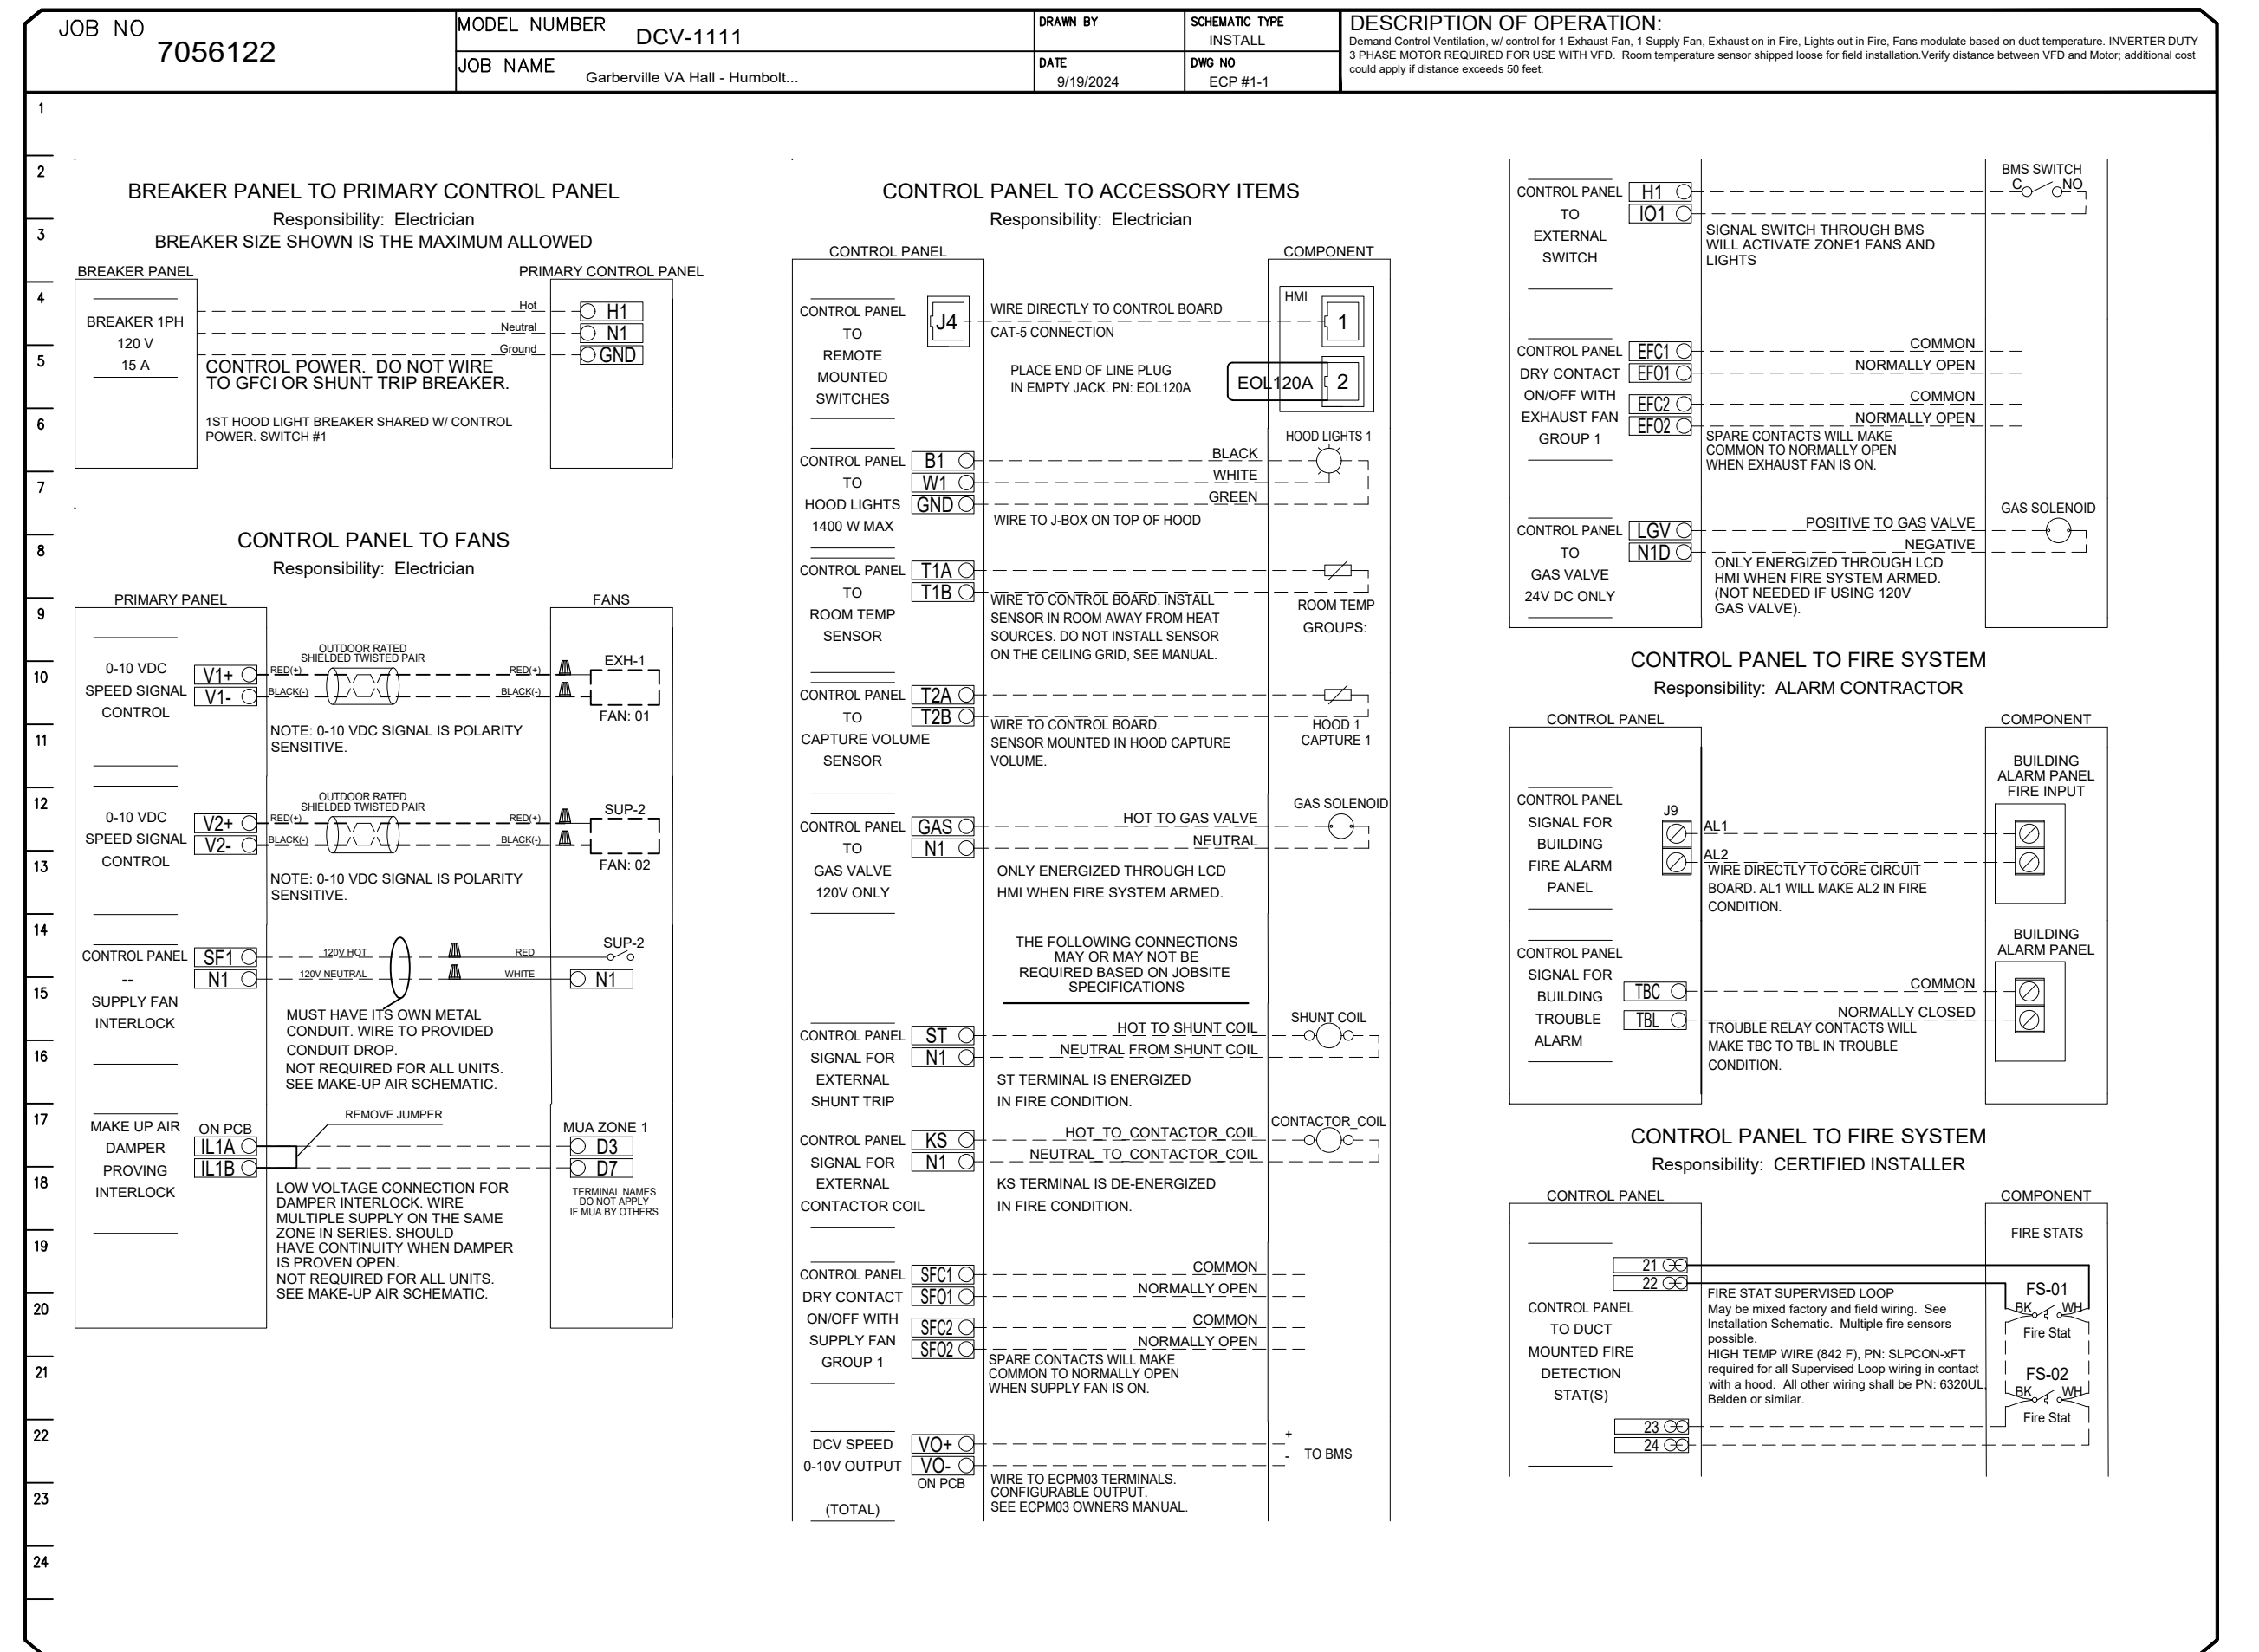 JOB NO
7056122
MODEL NUMBER
DCV-1111
JOB NAME
Garberville VA Hall - Humbolt...
DRAWN BY
SCHEMATIC TYPE
INSTALL
DATE
9/19/2024
DWG NO
ECP #1-1
DESCRIPTION OF OPERATION:
Demand Control Ventilation, w/ control for 1 Exhaust Fan, 1 Supply Fan, Exhaust on in Fire, Lights out in Fire, Fans modulate based on duct temperature. INVERTER DUTY
3 PHASE MOTOR REQUIRED FOR USE WITH VFD. Room temperature sensor shipped loose for field installation.Verify distance between VFD and Motor; additional cost
could apply if distance exceeds 50 feet.
1
2
3
4
5
6
7
8
9
10
11
12
13
14
15
16
17
18
19
20
21
22
23
24
BREAKER PANEL TO PRIMARY CONTROL PANEL
Responsibility: Electrician
BREAKER SIZE SHOWN IS THE MAXIMUM ALLOWED
BREAKER PANEL
PRIMARY CONTROL PANEL
BREAKER 1PH
120 V
15 A
Hot
H1
Neutral
N1
Ground
GND
CONTROL POWER. DO NOT WIRE
TO GFCI OR SHUNT TRIP BREAKER.
1ST HOOD LIGHT BREAKER SHARED W/ CONTROL
POWER. SWITCH #1
CONTROL PANEL TO FANS
Responsibility: Electrician
PRIMARY PANEL
FANS
0-10 VDC
SPEED SIGNAL
CONTROL
V1+
V1-
OUTDOOR RATED
SHIELDED TWISTED PAIR
RED(+)
RED(+)
BLACK(-)
BLACK(-)
EXH-1
FAN: 01
NOTE: 0-10 VDC SIGNAL IS POLARITY
SENSITIVE.
0-10 VDC
SPEED SIGNAL
CONTROL
V2+
V2-
OUTDOOR RATED
SHIELDED TWISTED PAIR
RED(+)
RED(+)
BLACK(-)
BLACK(-)
SUP-2
FAN: 02
NOTE: 0-10 VDC SIGNAL IS POLARITY
SENSITIVE.
CONTROL PANEL
--
SUPPLY FAN
INTERLOCK
SF1
N1
120V HOT
RED
120V NEUTRAL
WHITE
SUP-2
N1
MUST HAVE ITS OWN METAL
CONDUIT. WIRE TO PROVIDED
CONDUIT DROP.
NOT REQUIRED FOR ALL UNITS.
SEE MAKE-UP AIR SCHEMATIC.
MAKE UP AIR
DAMPER
PROVING
INTERLOCK
ON PCB
IL1A
IL1B
REMOVE JUMPER
MUA ZONE 1
D3
D7
TERMINAL NAMES
DO NOT APPLY
IF MUA BY OTHERS
LOW VOLTAGE CONNECTION FOR
DAMPER INTERLOCK. WIRE
MULTIPLE SUPPLY ON THE SAME
ZONE IN SERIES. SHOULD
HAVE CONTINUITY WHEN DAMPER
IS PROVEN OPEN.
NOT REQUIRED FOR ALL UNITS.
SEE MAKE-UP AIR SCHEMATIC.
CONTROL PANEL TO ACCESSORY ITEMS
Responsibility: Electrician
CONTROL PANEL
COMPONENT
CONTROL PANEL
TO
REMOTE
MOUNTED
SWITCHES
J4
WIRE DIRECTLY TO CONTROL BOARD
CAT-5 CONNECTION
HMI
1
PLACE END OF LINE PLUG
IN EMPTY JACK. PN: EOL120A
EOL120A
2
CONTROL PANEL
TO
HOOD LIGHTS
1400 W MAX
B1
W1
GND
BLACK
WHITE
GREEN
HOOD LIGHTS 1
WIRE TO J-BOX ON TOP OF HOOD
CONTROL PANEL
TO
ROOM TEMP
SENSOR
T1A
T1B
WIRE TO CONTROL BOARD. INSTALL
SENSOR IN ROOM AWAY FROM HEAT
SOURCES. DO NOT INSTALL SENSOR
ON THE CEILING GRID, SEE MANUAL.
ROOM TEMP
GROUPS:
CONTROL PANEL
TO
CAPTURE VOLUME
SENSOR
T2A
T2B
WIRE TO CONTROL BOARD.
SENSOR MOUNTED IN HOOD CAPTURE
VOLUME.
HOOD 1
CAPTURE 1
CONTROL PANEL
TO
GAS VALVE
120V ONLY
GAS
N1
HOT TO GAS VALVE
NEUTRAL
GAS SOLENOID
ONLY ENERGIZED THROUGH LCD
HMI WHEN FIRE SYSTEM ARMED.
THE FOLLOWING CONNECTIONS
MAY OR MAY NOT BE
REQUIRED BASED ON JOBSITE
SPECIFICATIONS
CONTROL PANEL
SIGNAL FOR
EXTERNAL
SHUNT TRIP
ST
N1
HOT TO SHUNT COIL
NEUTRAL FROM SHUNT COIL
SHUNT COIL
ST TERMINAL IS ENERGIZED
IN FIRE CONDITION.
CONTROL PANEL
SIGNAL FOR
EXTERNAL
CONTACTOR COIL
KS
N1
HOT_TO_CONTACTOR_COIL
NEUTRAL_TO_CONTACTOR_COIL
CONTACTOR_COIL
KS TERMINAL IS DE-ENERGIZED
IN FIRE CONDITION.
CONTROL PANEL
DRY CONTACT
ON/OFF WITH
SUPPLY FAN
GROUP 1
SFC1
SFO1
SFC2
SFO2
COMMON
NORMALLY OPEN
COMMON
NORMALLY OPEN
SPARE CONTACTS WILL MAKE
COMMON TO NORMALLY OPEN
WHEN SUPPLY FAN IS ON.
DCV SPEED
0-10V OUTPUT
(TOTAL)
VO+
VO-
ON PCB
+
-
TO BMS
WIRE TO ECPM03 TERMINALS.
CONFIGURABLE OUTPUT.
SEE ECPM03 OWNERS MANUAL.
CONTROL PANEL
TO
EXTERNAL
SWITCH
H1
IO1
BMS SWITCH
C
NO
SIGNAL SWITCH THROUGH BMS
WILL ACTIVATE ZONE1 FANS AND
LIGHTS
CONTROL PANEL
DRY CONTACT
ON/OFF WITH
EXHAUST FAN
GROUP 1
EFC1
EFO1
EFC2
EFO2
COMMON
NORMALLY OPEN
COMMON
NORMALLY OPEN
SPARE CONTACTS WILL MAKE
COMMON TO NORMALLY OPEN
WHEN EXHAUST FAN IS ON.
CONTROL PANEL
TO
GAS VALVE
24V DC ONLY
LGV
N1D
POSITIVE TO GAS VALVE
NEGATIVE
GAS SOLENOID
ONLY ENERGIZED THROUGH LCD
HMI WHEN FIRE SYSTEM ARMED.
(NOT NEEDED IF USING 120V
GAS VALVE).
CONTROL PANEL TO FIRE SYSTEM
Responsibility: ALARM CONTRACTOR
CONTROL PANEL
COMPONENT
CONTROL PANEL
SIGNAL FOR
BUILDING
FIRE ALARM
PANEL
J9
AL1
AL2
BUILDING
ALARM PANEL
FIRE INPUT
WIRE DIRECTLY TO CORE CIRCUIT
BOARD. AL1 WILL MAKE AL2 IN FIRE
CONDITION.
CONTROL PANEL
SIGNAL FOR
BUILDING
TROUBLE
ALARM
TBC
TBL
COMMON
NORMALLY CLOSED
BUILDING
ALARM PANEL
TROUBLE RELAY CONTACTS WILL
MAKE TBC TO TBL IN TROUBLE
CONDITION.
CONTROL PANEL TO FIRE SYSTEM
Responsibility: CERTIFIED INSTALLER
CONTROL PANEL
COMPONENT
FIRE STATS
21
22
CONTROL PANEL
TO DUCT
MOUNTED FIRE
DETECTION
STAT(S)
FIRE STAT SUPERVISED LOOP
May be mixed factory and field wiring. See
Installation Schematic. Multiple fire sensors
possible.
HIGH TEMP WIRE (842 F), PN: SLPCON-xFT
required for all Supervised Loop wiring in contact
with a hood. All other wiring shall be PN: 6320UL,
Belden or similar.
FS-01
BK
WH
Fire Stat
FS-02
BK
WH
Fire Stat
23
24